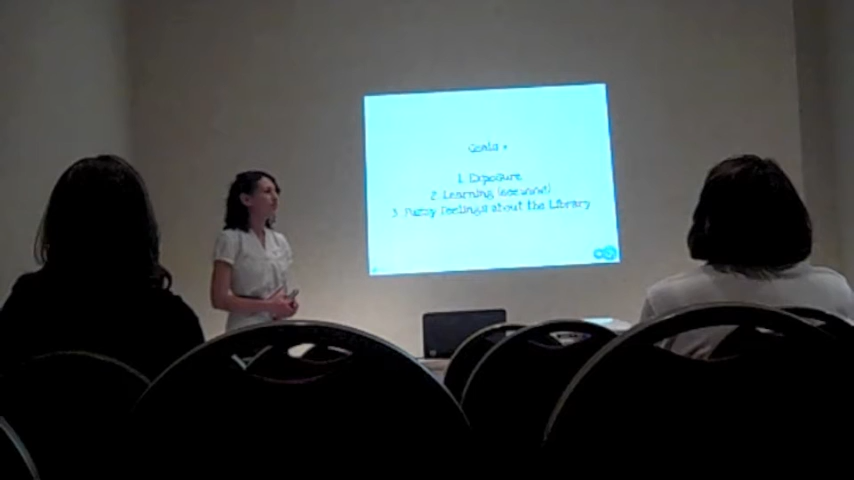 Goals
1. Exposure
2. Learning
3. Fuzzy Feelings about the Library